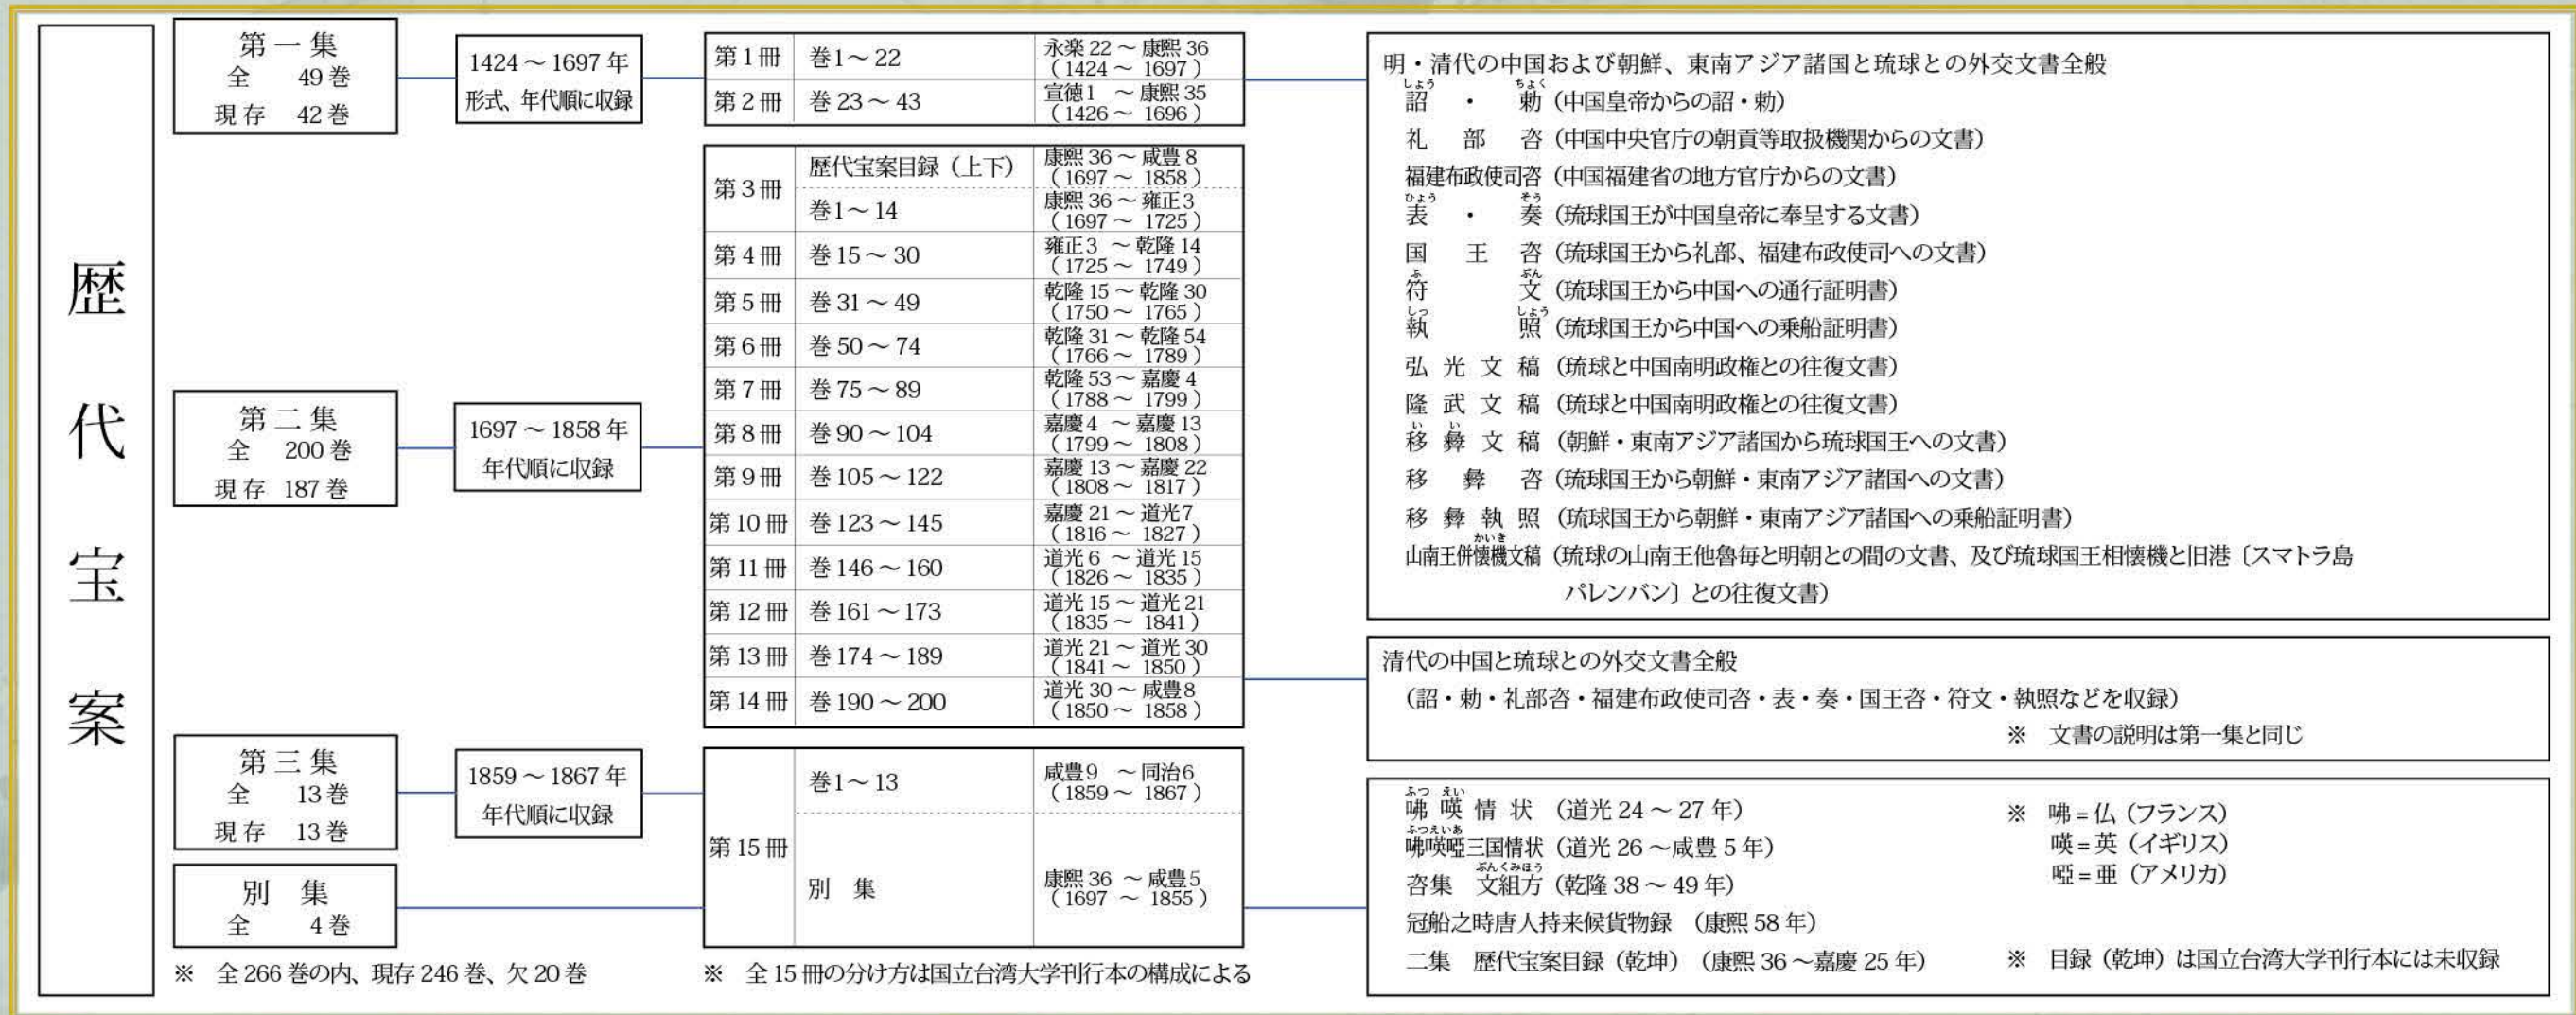 歴代宝案
第一集
全 49巻
現存 42巻
1424～1697年
形式、年代順に収録
第1冊 巻1～22 永楽22～康熙36
（1424～1697）
第2冊 巻23～43 宣徳1 ～康熙35
（1426～1696）
第二集
全 200巻
現存 187巻
1697～1858年
年代順に収録
第3冊 歴代宝案目録（上下） 康熙36～咸豊8
（1697～1858）
巻1～14 康熙36～雍正3
（1697～1725）
第4冊 巻15～30 雍正3 ～乾隆14
（1725～1749）
第5冊 巻31～49 乾隆15～乾隆30
（1750～1765）
第6冊 巻50～74 乾隆31～乾隆54
（1766～1789）
第7冊 巻75～89 乾隆53～嘉慶4
（1788～1799）
第8冊 巻90～104 嘉慶4 ～嘉慶13
（1799～1808）
第9冊 巻105～122 嘉慶13～嘉慶22
（1808～1817）
第10冊 巻123～145 嘉慶21～道光7
（1816～1827）
第11冊 巻146～160 道光6 ～道光15
（1826～1835）
第12冊 巻161～173 道光15～道光21
（1835～1841）
第13冊 巻174～189 道光21～道光30
（1841～1850）
第14冊 巻190～200 道光30～咸豊8
（1850～1858）
第三集
全 13巻
現存 13巻
1859～1867年
年代順に収録
別集
全 4巻
第15冊 巻1～13 咸豊9 ～同治6
（1859～1867）
別集 康熙36 ～咸豊5
（1697 ～ 1855）
※ 全266巻の内、現存246巻、欠20巻
※ 全15冊の分け方は国立台湾大学刊行本の構成による
明・清代の中国および朝鮮、東南アジア諸国と琉球との外交文書全般
しょう ちょく
詔・勅（中国皇帝からの詔・勅）
礼部咨（中国中央官庁の朝貢等取扱機関からの文書）
福建布政使司咨（中国福建省の地方官庁からの文書）
ひょう そう
表・奏（琉球国王が中国皇帝に奉呈する文書）
国王咨（琉球国王から礼部、福建布政使司への文書）
ふ ぶん
符文（琉球国王から中国への通行証明書）
しっ しょう
執照（琉球国王から中国への乗船証明書）
弘光文稿（琉球と中国南明政権との往復文書）
隆武文稿（琉球と中国南明政権との往復文書）
い い
移彜文稿（朝鮮・東南アジア諸国から琉球国王への文書）
移彜咨（琉球国王から朝鮮・東南アジア諸国への文書）
移彜執照（琉球国王から朝鮮・東南アジア諸国への乗船証明書）
かいき
山南王併懐機文稿（琉球の山南王他魯毎と明朝との間の文書、及び琉球国王相懐機と旧港〔スマトラ島
パレンバン〕との往復文書）
清代の中国と琉球との外交文書全般
（詔・勅・礼部咨・福建布政使司咨・表・奏・国王咨・符文・執照などを収録）
※ 文書の説明は第一集と同じ
ふつ えい
咈㗲情状（道光24～27年）
ふつえいあ
咈㗲啞三国情状（道光26～咸豊5年）
ぶんくみほう
咨集 文組方（乾隆38～49年）
冠船之時唐人持来候貨物録 （康熙58年）
二集 歴代宝案目録（乾坤）（康熙36～嘉慶25年）
※ 咈=仏（フランス）
㗲=英（イギリス）
啞=亜（アメリカ）
※ 目録（乾坤）は国立台湾大学刊行本には未収録